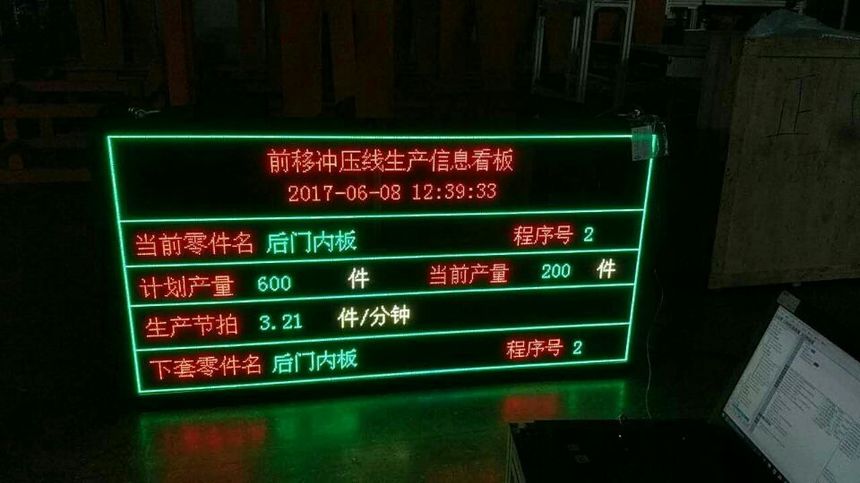 前移冲压线生产信息看板
2017-06-08 12:39:33
当前零件名 后门内板 程序号 2
计划产量 600 件 当前产量 200 件
生产节拍 3.21 件/分钟
下套零件名 后门内板 程序号 2